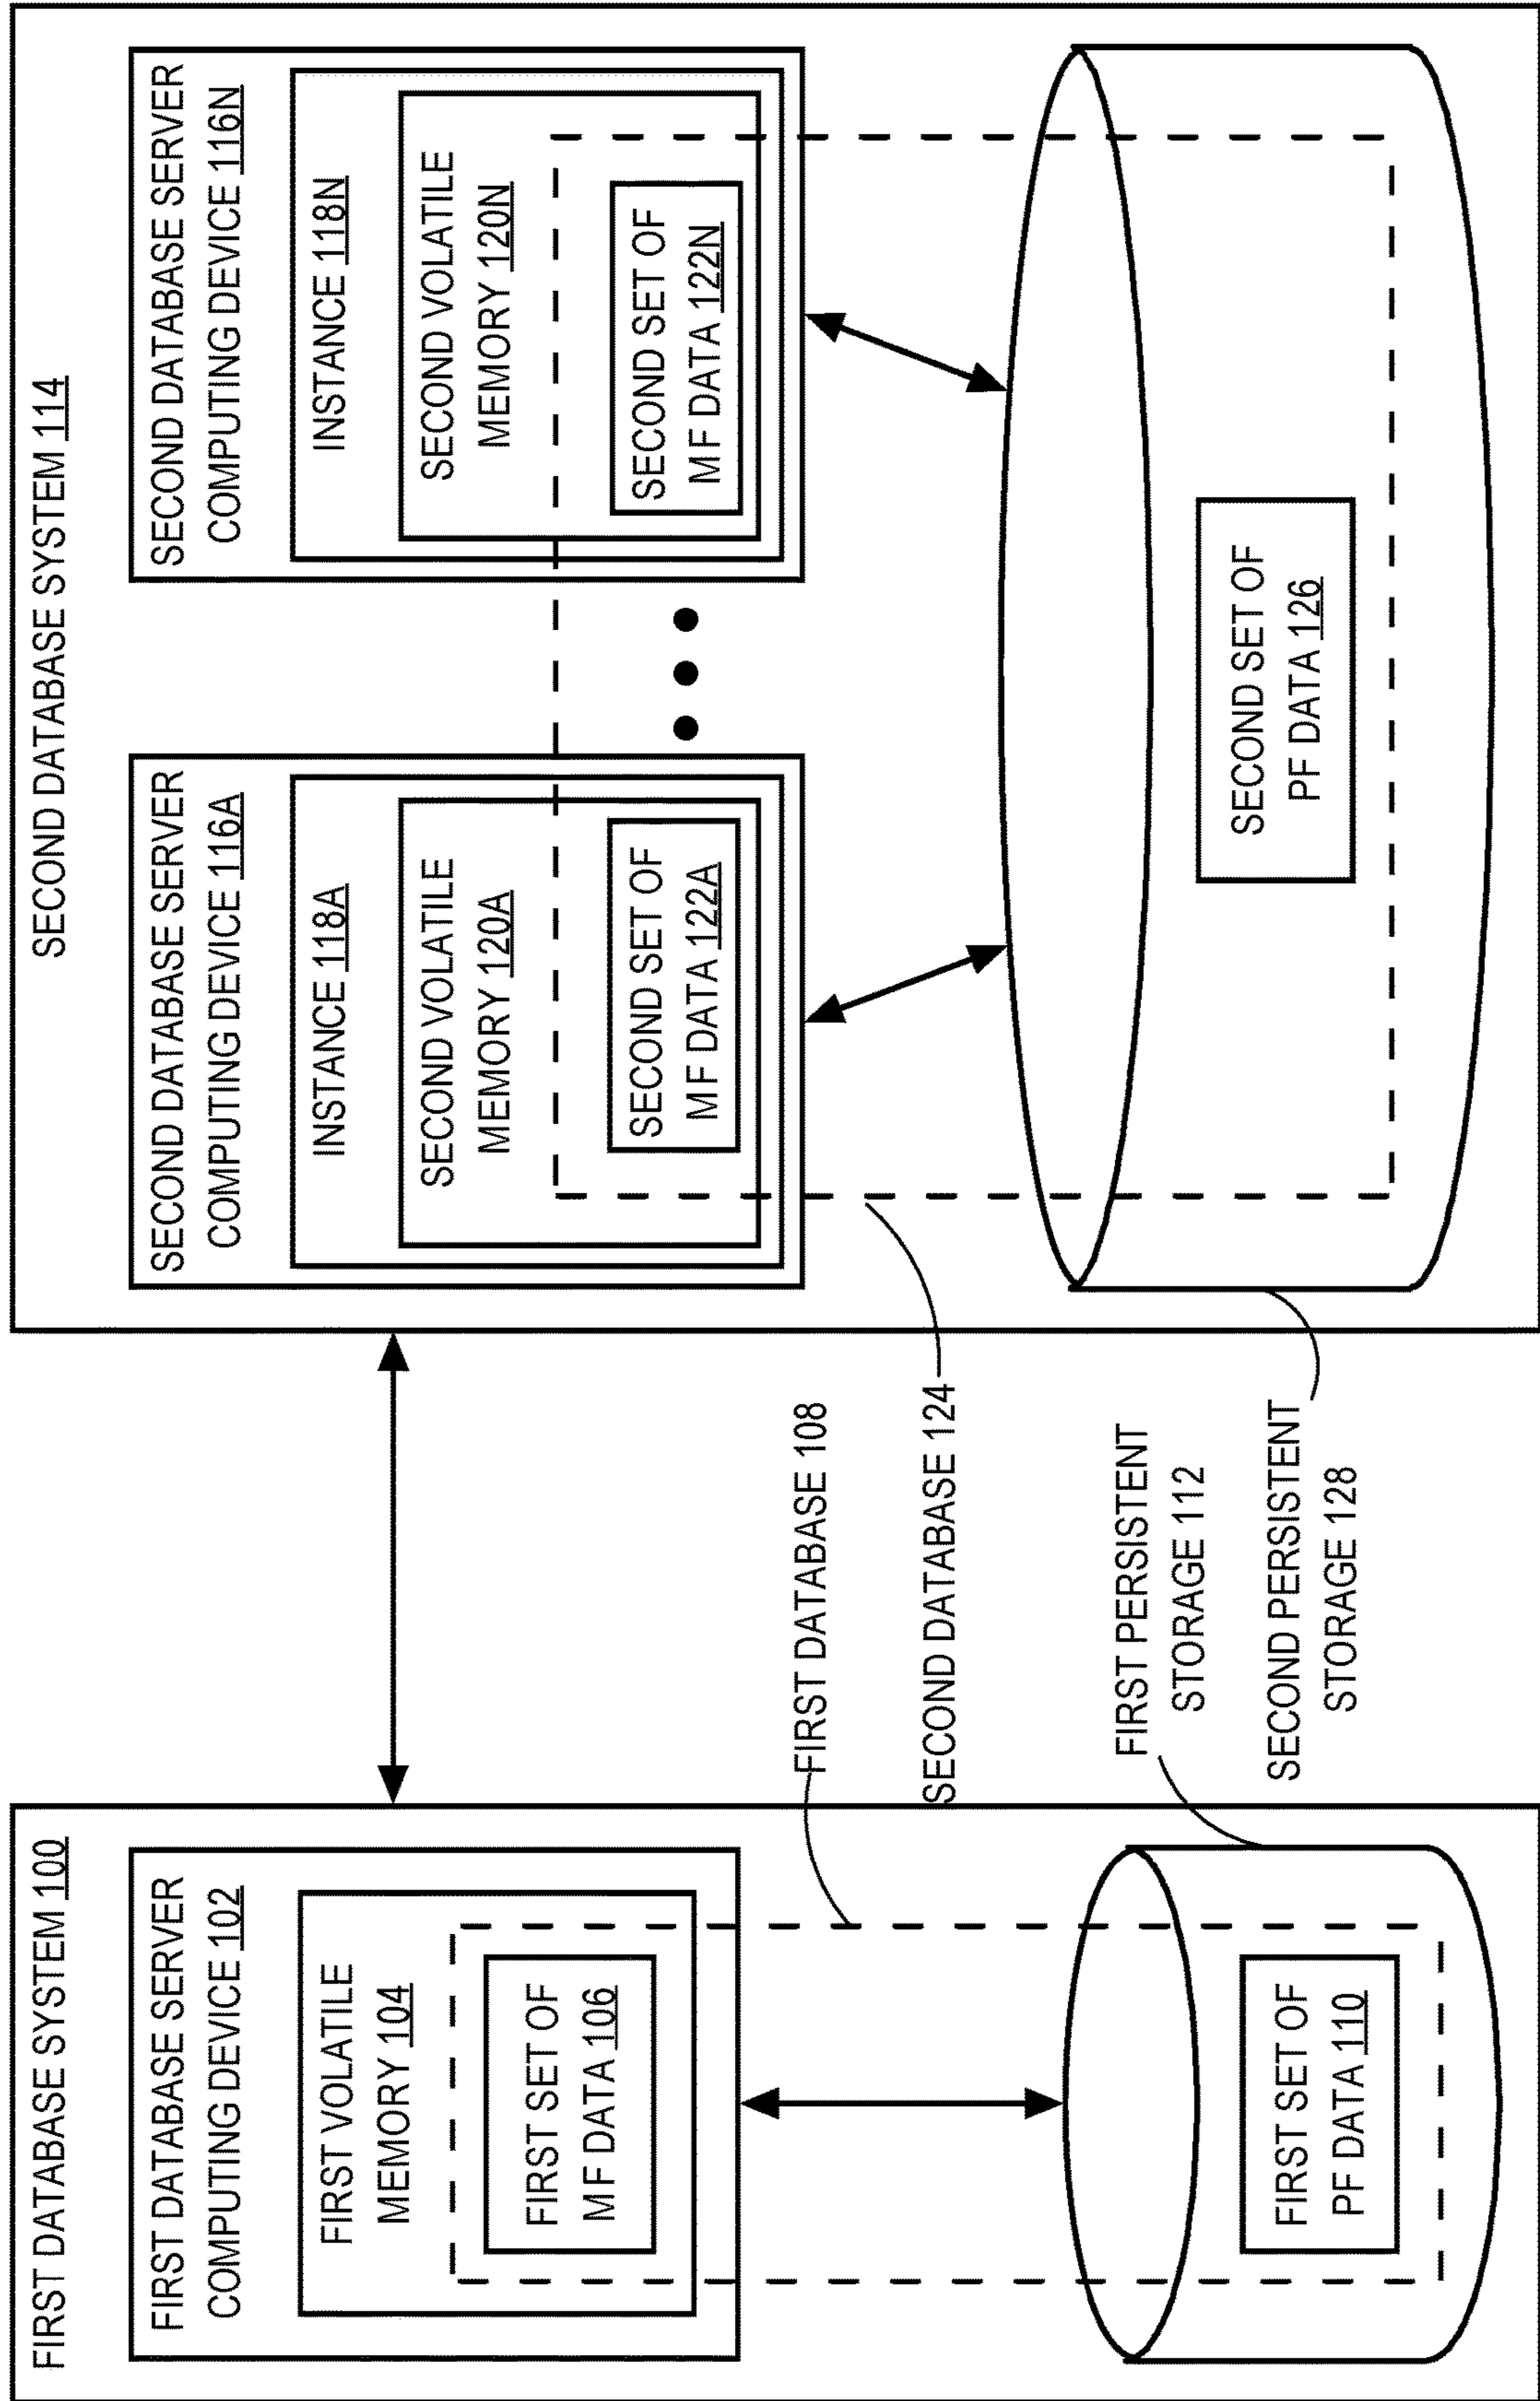 FIRST DATABASE SYSTEM 100
FIRST DATABASE SERVER
COMPUTING DEVICE 102
FIRST VOLATILE
MEMORY 104
FIRST SET OF
MF DATA 106
FIRST SET OF
PF DATA 110
FIRST DATABASE 108
SECOND DATABASE 124
FIRST PERSISTENT
STORAGE 112
SECOND PERSISTENT
STORAGE 128
SECOND DATABASE SYSTEM 114
SECOND DATABASE SERVER
COMPUTING DEVICE 116A
INSTANCE 118A
SECOND VOLATILE
MEMORY 120A
SECOND SET OF
MF DATA 122A
SECOND DATABASE SERVER
COMPUTING DEVICE 116N
INSTANCE 118N
SECOND VOLATILE
MEMORY 120N
SECOND SET OF
MF DATA 122N
SECOND SET OF
PF DATA 126